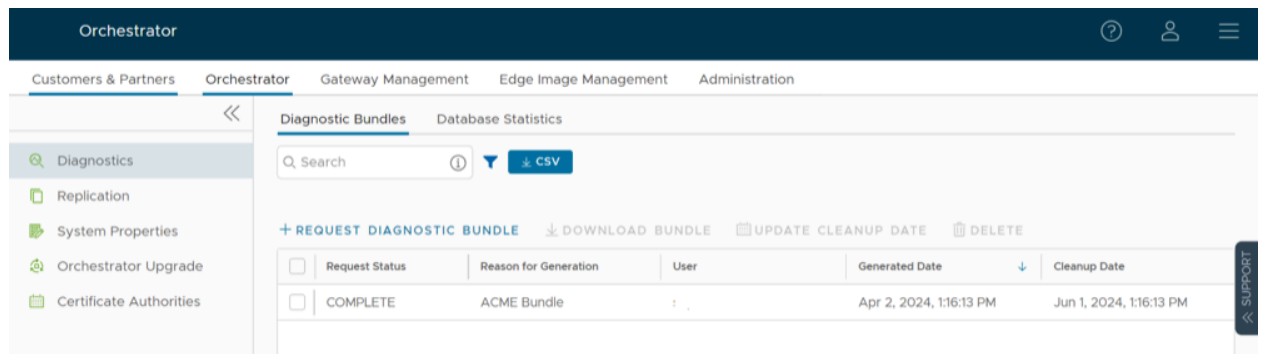 Orchestrator
Customers & Partners Orchestrator Gateway Management Edge Image Management Administration
Diagnostic Bundles Database Statistics
Search CSV
Diagnostics
Replication
System Properties
Orchestrator Upgrade
Certificate Authorities
+ REQUEST DIAGNOSTIC BUNDLE DOWNLOAD BUNDLE UPDATE CLEANUP DATE DELETE
Request Status Reason for Generation User Generated Date Cleanup Date
COMPLETE ACME Bundle Apr 2, 2024, 1:16:13 PM Jun 1, 2024, 1:16:13 PM
SUPPORT